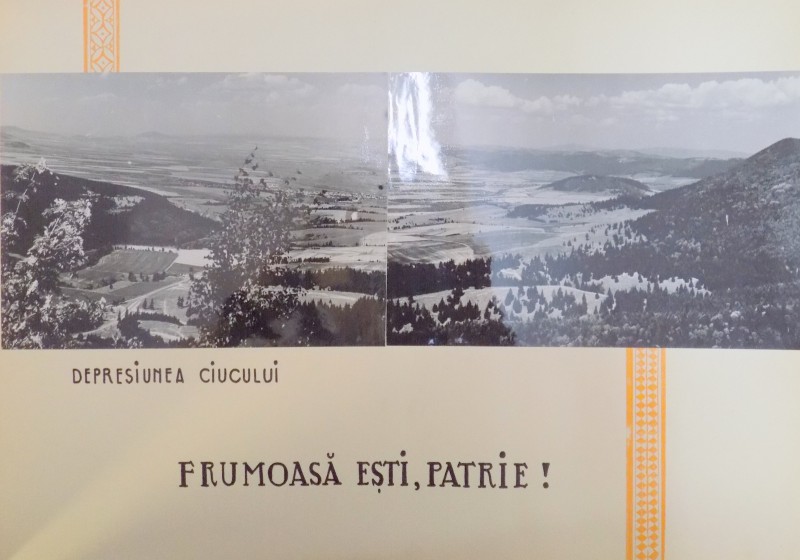 DEPRESIUNEA CIUCULUI
FRUMOASĂ EȘTI, PATRIE!